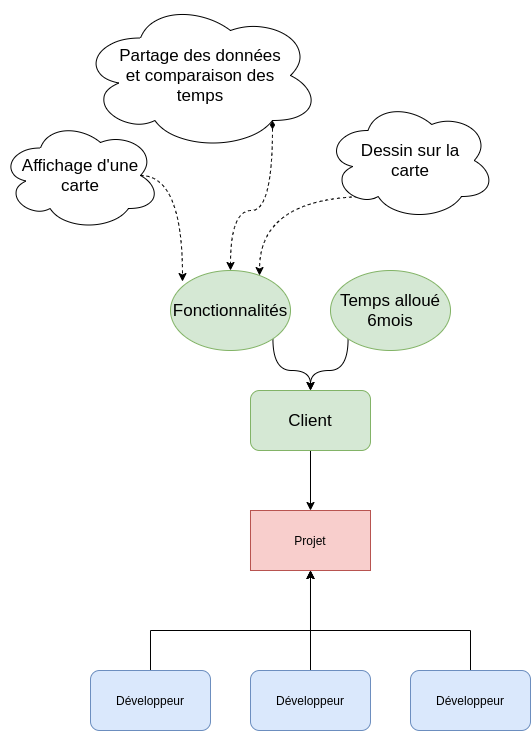 Partage des données
et comparaison des
temps
Affichage d'une
carte
Dessin sur la
carte
Fonctionnalités
Temps alloué
6mois
Client
Projet
Développeur
Développeur
Développeur